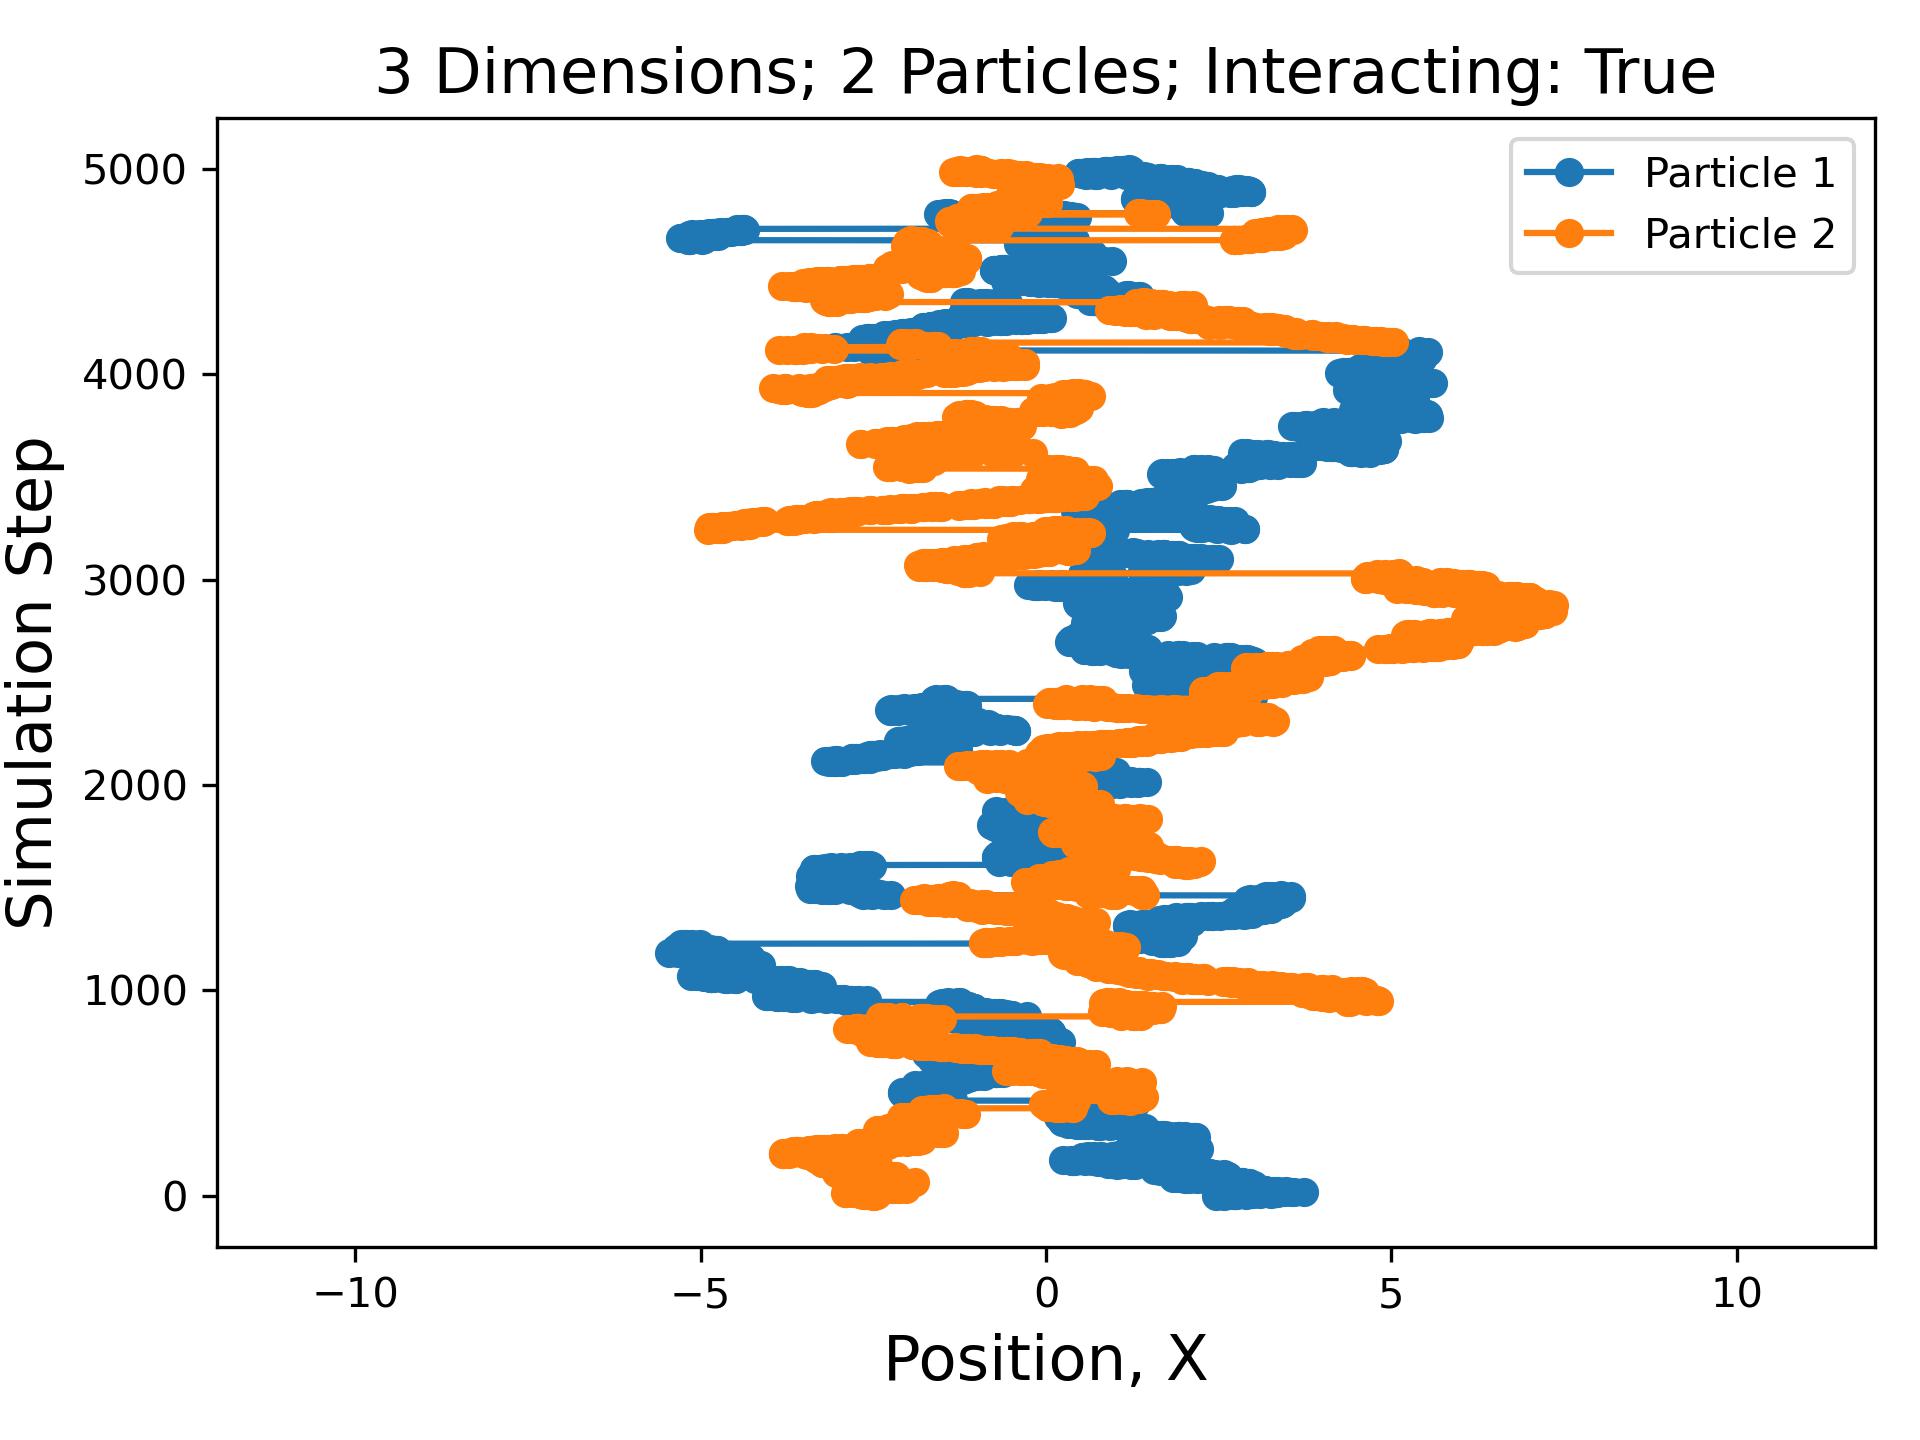 3 Dimensions; 2 Particles; Interacting: True
Particle 1
Particle 2
Simulation Step
5000
4000
3000
2000
1000
0
−10
−5
0
5
10
Position, X